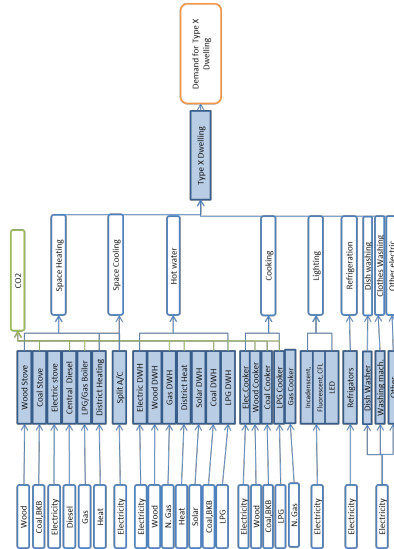 Demand for Type X
Dwelling
Type X Dwelling
CO2
Space Heating
Space Cooling
Hot water
Cooking
Lighting
Refrigeration
Dish washing
Clothes Washing
Other electric
Wood Stove
Coal Stove
Electric stove
Central Diesel
LPG/Gas Boiler
District Heating
Split A/C
Electric DWH
Wood DWH
Gas DWH
District Heat
Solar DWH
Coal DWH
LPG DWH
Elec.Cooker
Wood Cooker
Coal Cooker
LPG Cooker
Gas Cooker
Incadenscent,
Fluorescent, CFL,
LED
Refrigators
Dish Washer
Washing mach.
Other
Wood
Coal,BKB
Electricity
Diesel
Gas
Heat
Electricity
Electricity
Wood
N. Gas
Heat
Solar
Coal,BKB
LPG
Electricity
Wood
Coal,BKB
LPG
N. Gas
Electricity
Electricity
Electricity